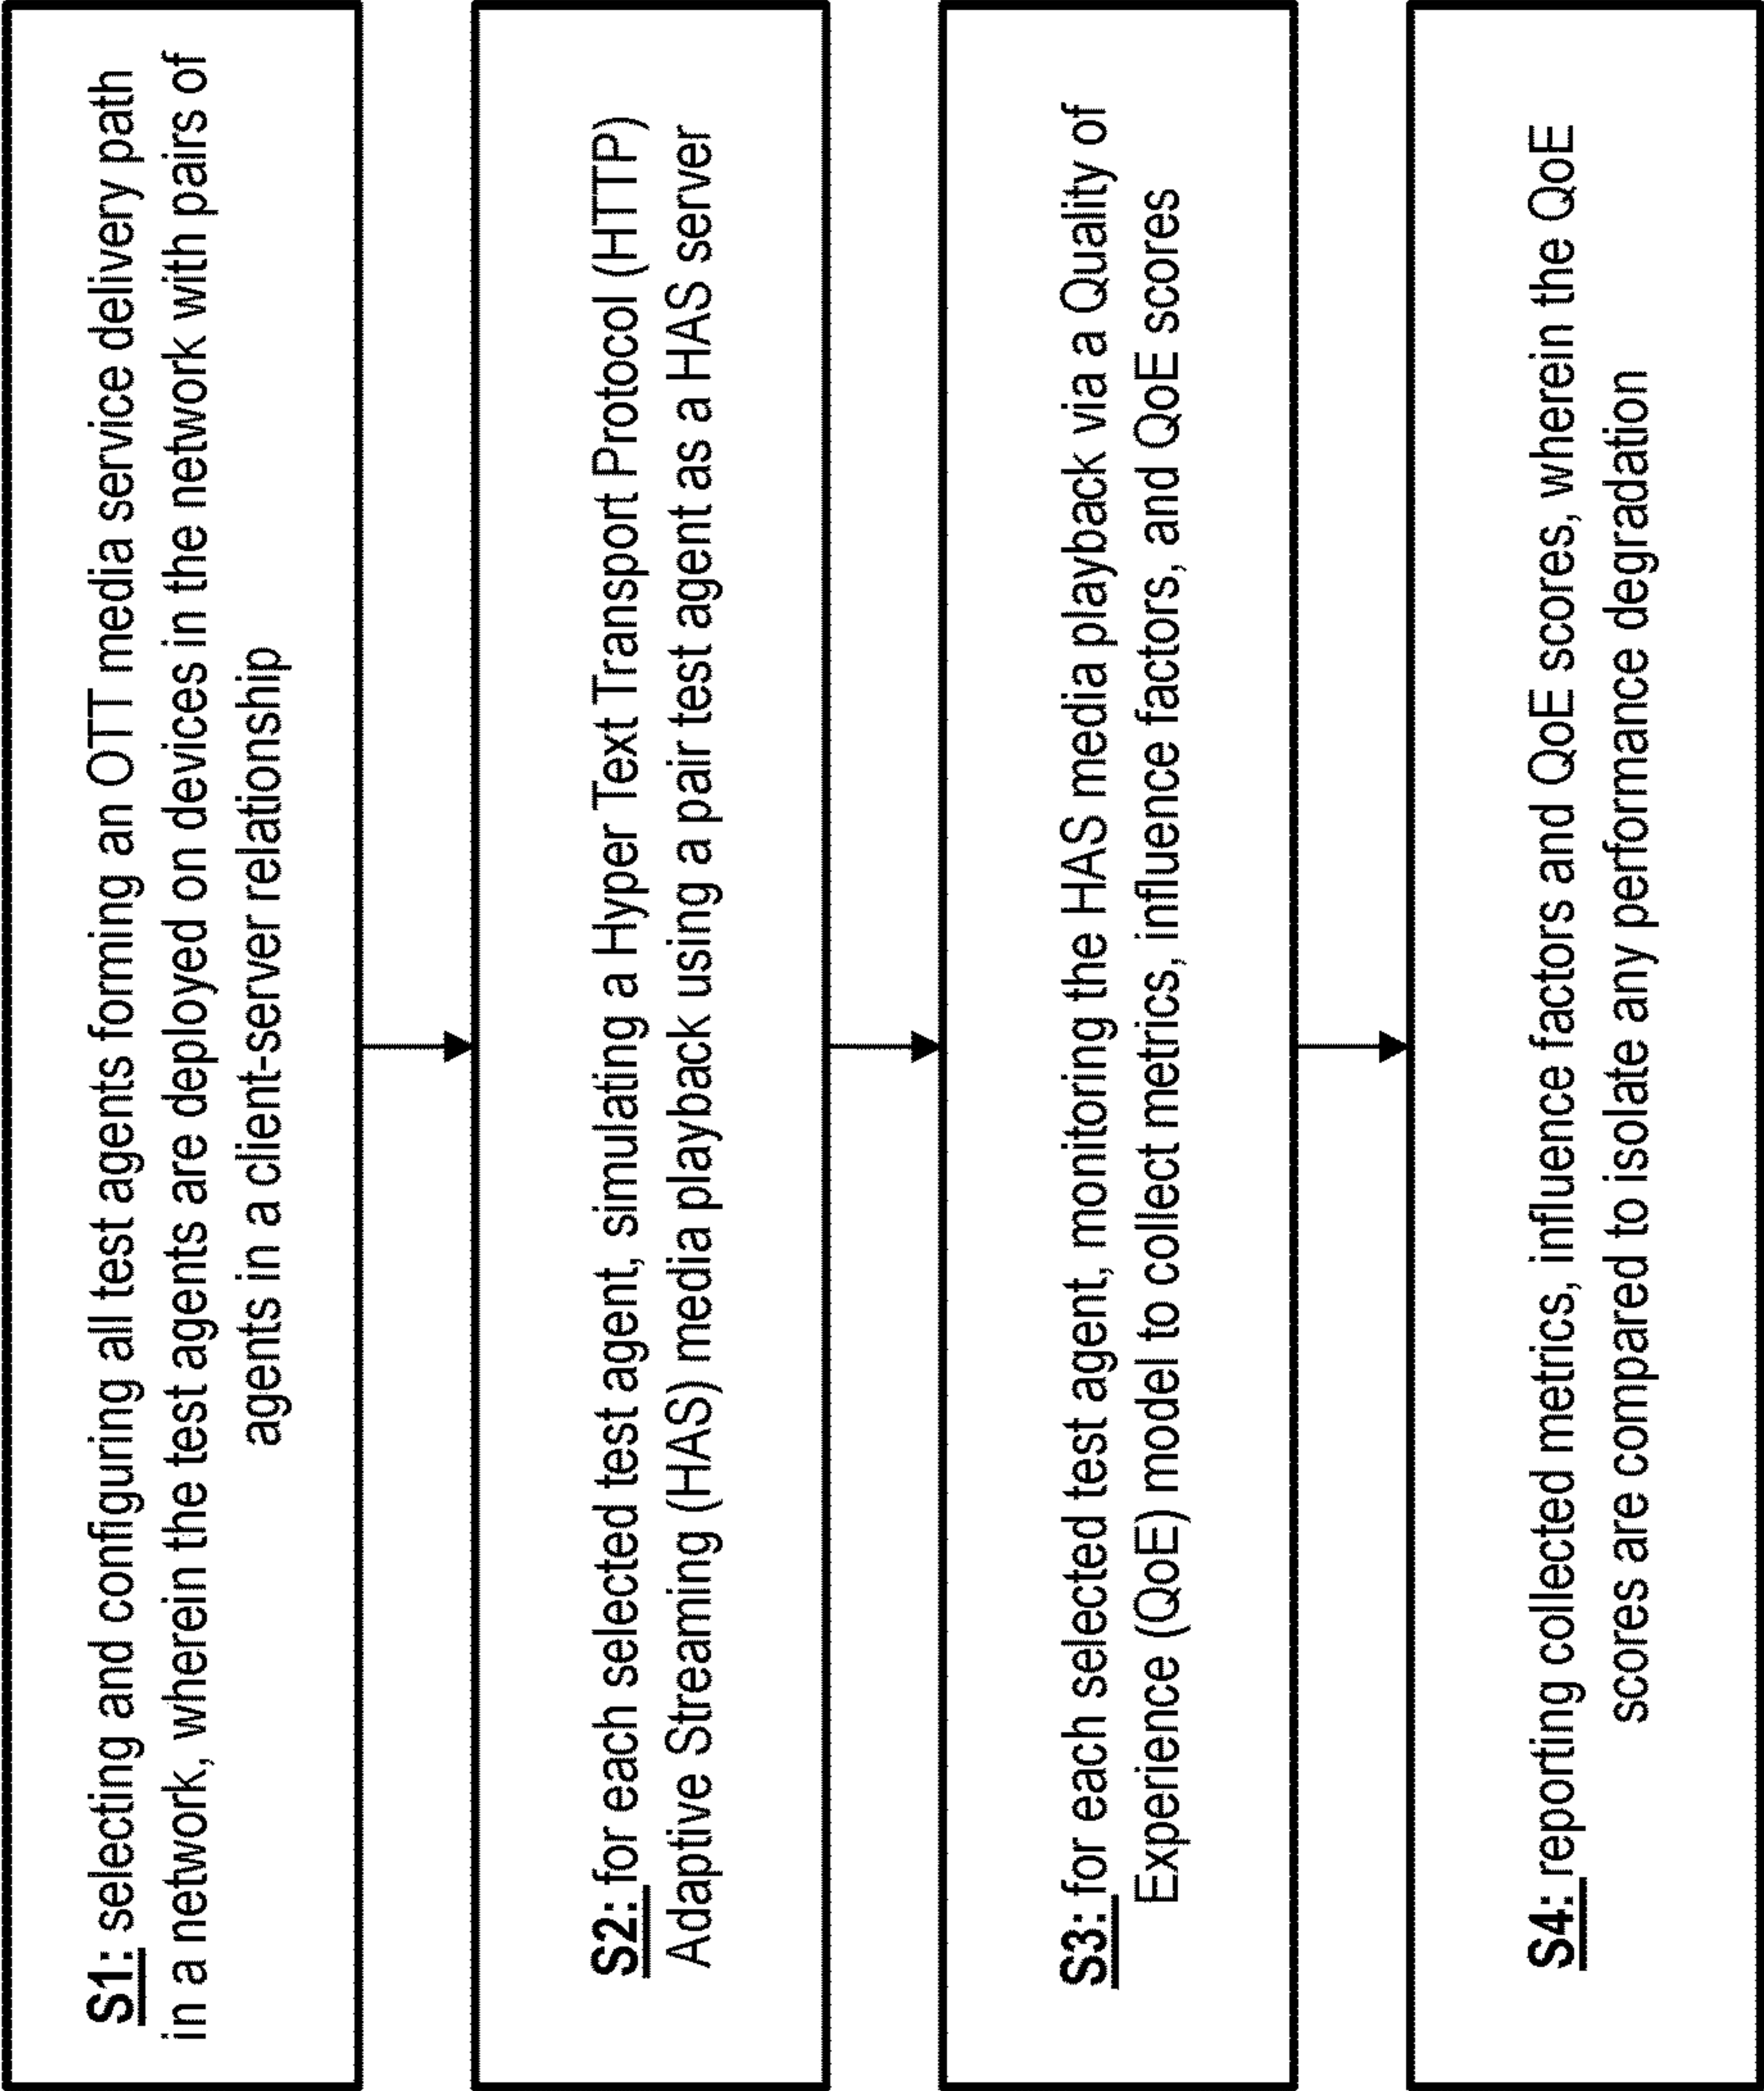 S1: selecting and configuring all test agents forming an OTT media service delivery path
in a network, wherein the test agents are deployed on devices in the network with pairs of
agents in a client-server relationship
S2: for each selected test agent, simulating a Hyper Text Transport Protocol (HTTP)
Adaptive Streaming (HAS) media playback using a pair test agent as a HAS server
S3: for each selected test agent, monitoring the HAS media playback via a Quality of
Experience (QoE) model to collect metrics, influence factors, and QoE scores
S4: reporting collected metrics, influence factors and QoE scores, wherein the QoE
scores are compared to isolate any performance degradation